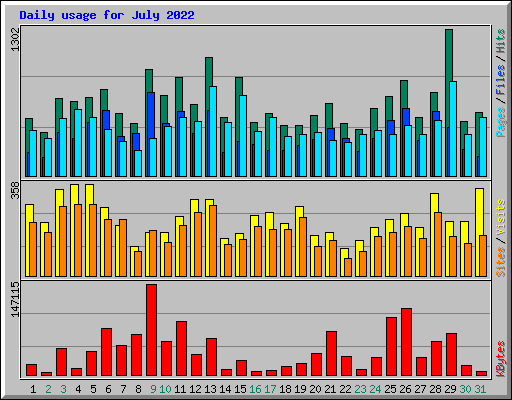 Daily usage for July 2022
1302
Pages / Files / Hits
358
Sites / Visits
147115
KBytes
1 2 3 4 5 6 7 8 9 10 11 12 13 14 15 16 17 18 19 20 21 22 23 24 25 26 27 28 29 30 31